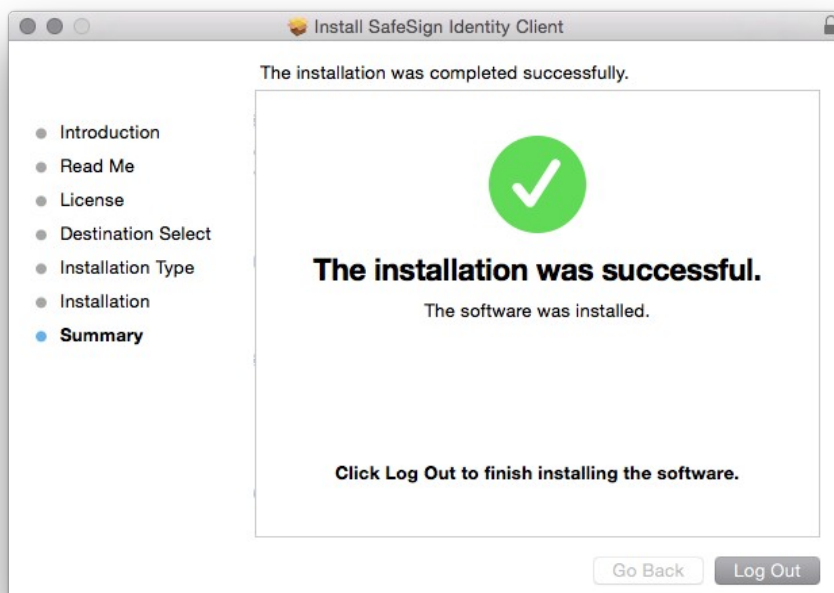 Install SafeSign Identity Client
The installation was completed successfully.
Introduction
Read Me
License
Destination Select
Installation Type
Installation
Summary
The installation was successful.
The software was installed.
Click Log Out to finish installing the software.
Go Back
Log Out